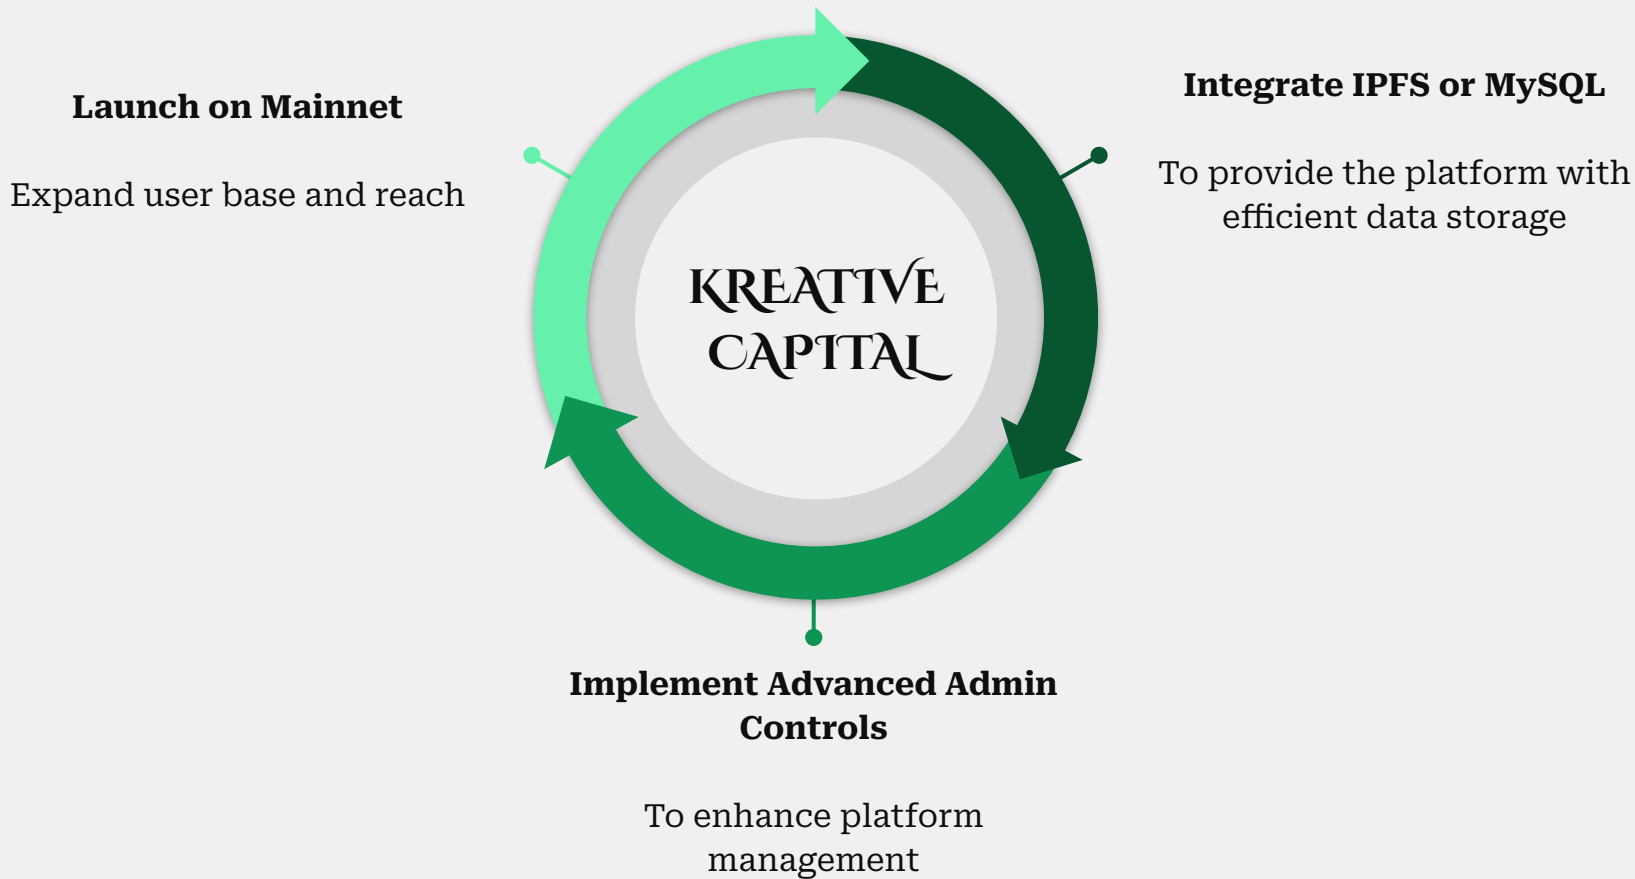 Launch on Mainnet
Expand user base and reach
KREATIVE
CAPITAL
Integrate IPFS or MySQL
To provide the platform with
efficient data storage
Implement Advanced Admin
Controls
To enhance platform
management